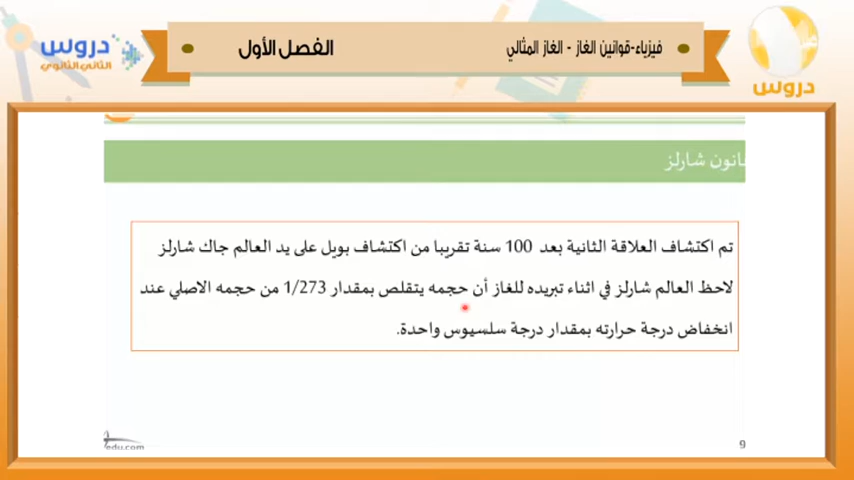 دروس
الثاني الثانوي
الفصل الأول
فيزياء-قوانين الغاز - الغاز المثالي
دروس
انون شارلز
تم اكتشاف العلاقة الثانية بعد 100 سنة تقريبا من اكتشاف بويل على يد العالم جاك شارلز
لاحظ العالم شارلز في اثناء تبريده للغاز أن حجمه يتقلص بمقدار 1/273 من حجمه الاصلي عند
انخفاض درجة حرارته بمقدار درجة سلسيوس واحدة.
edu.com
9